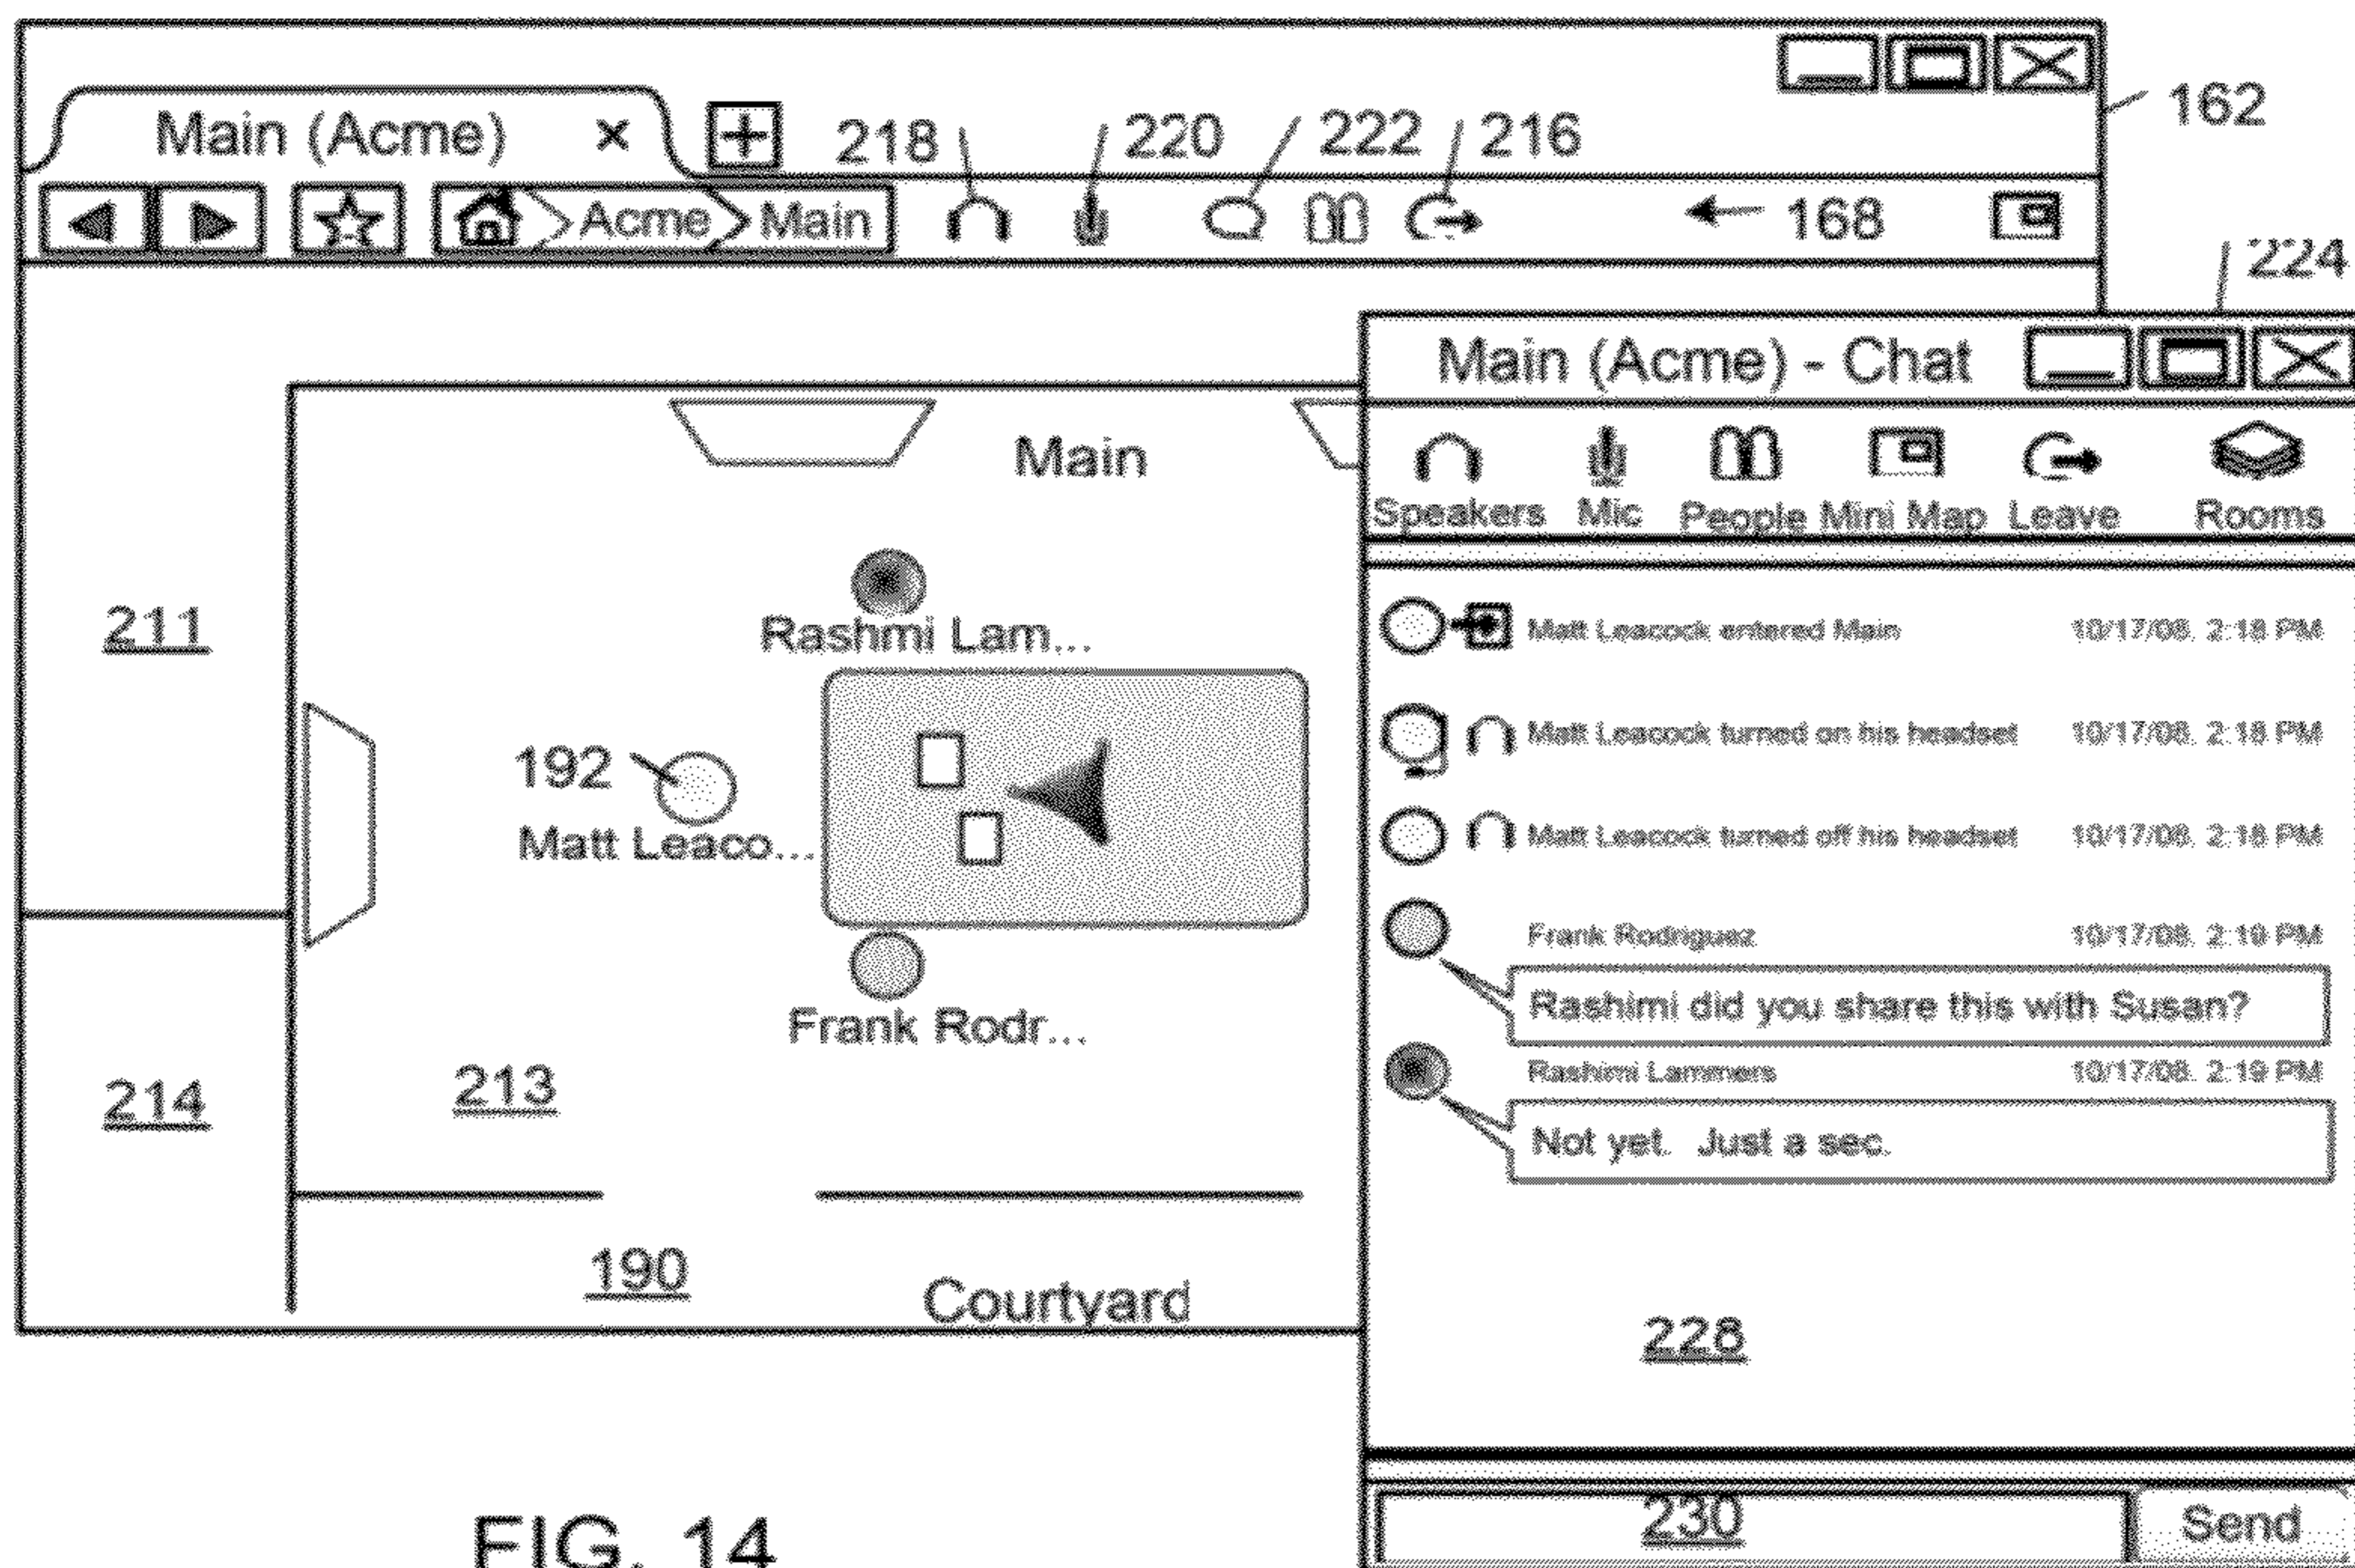 162
Main (Acme) ×
218 220 222 216
Acme Main
168
224
Main (Acme) - Chat
Speakers Mic People Mini Map Leave Rooms
Main
211
Rashmi Lam...
192
Matt Leaco...
Frank Rodr...
213
214
190
Courtyard
Matt Leacock entered Main 10/17/08, 2:18 PM
Matt Leacock turned on his headset 10/17/08, 2:18 PM
Matt Leacock turned off his headset 10/17/08, 2:18 PM
Frank Rodriguez 10/17/08, 2:19 PM
Rashimi did you share this with Susan?
Rashimi Lammers 10/17/08, 2:19 PM
Not yet. Just a sec.
228
230 Send
FIG. 14